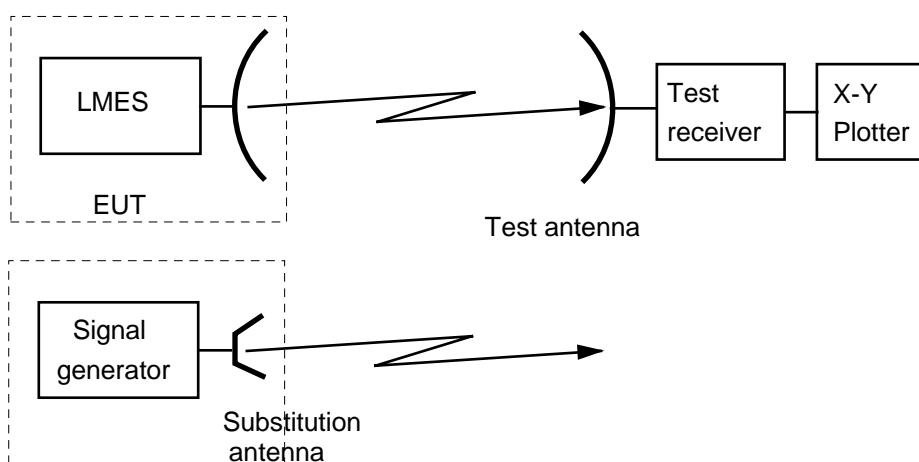 LMES
EUT
Test antenna
Test
receiver
X-Y
Plotter
Signal
generator
Substitution
antenna